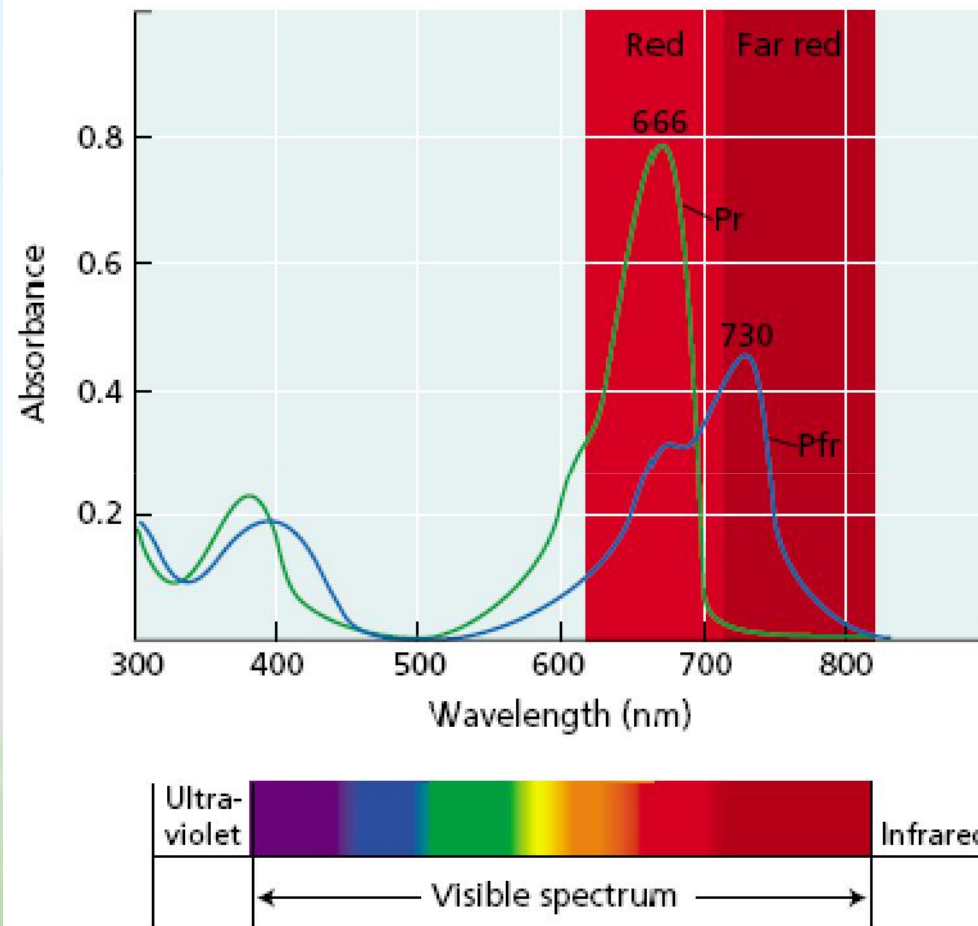 Red Far red
0.8
666
Pr
0.6
730
0.4
Pfr
0.2
Absorbance
300 400 500 600 700 800
Wavelength (nm)
Ultra-
violet
Infrared
Visible spectrum